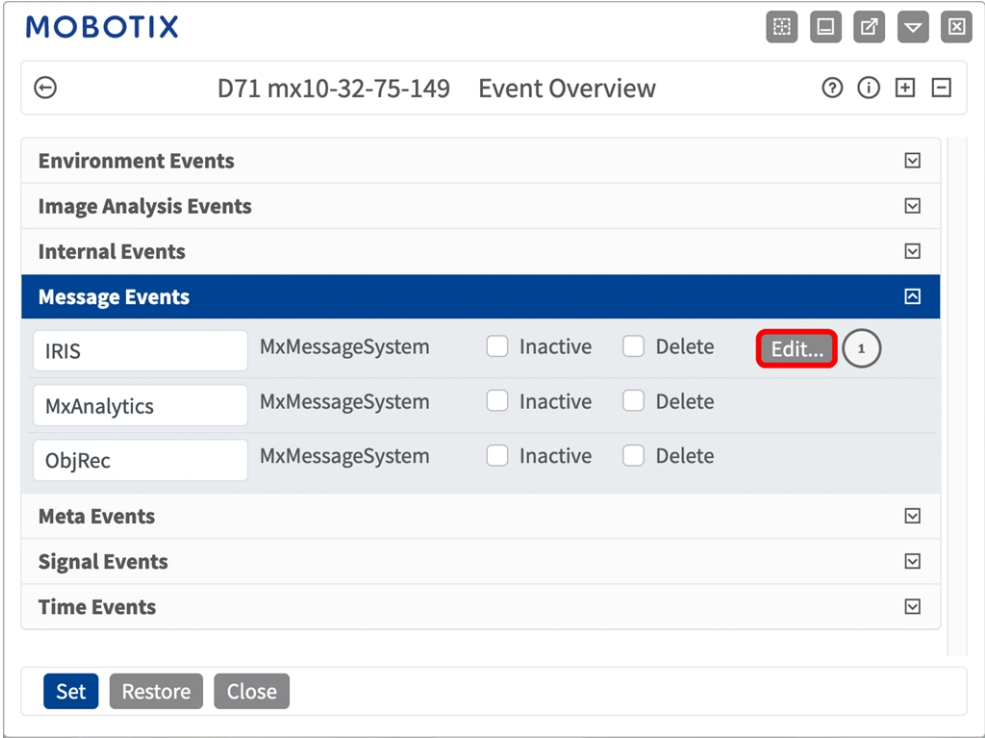 MOBOTIX
D71 mx10-32-75-149 Event Overview
Environment Events
Image Analysis Events
Internal Events
Message Events
IRIS MxMessageSystem Inactive Delete Edit... 1
MxAnalytics MxMessageSystem Inactive Delete
ObjRec MxMessageSystem Inactive Delete
Meta Events
Signal Events
Time Events
Set Restore Close